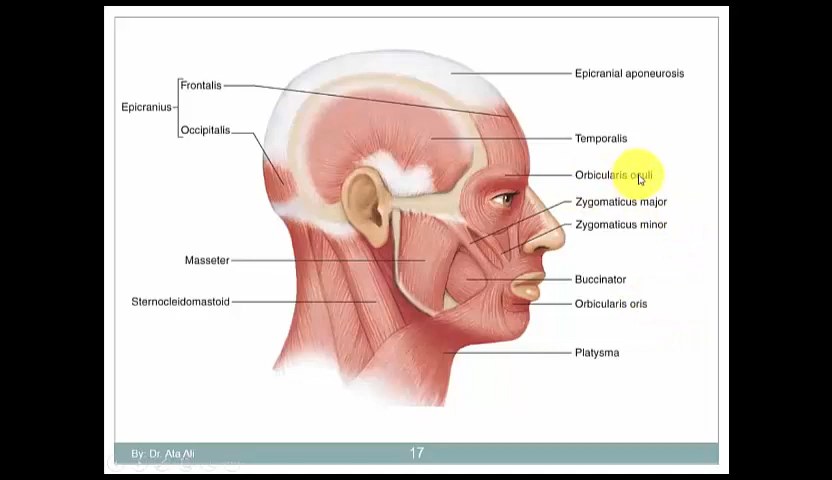 Frontalis
Epicranius
Occipitalis
Masseter
Sternocleidomastoid
Epicranial aponeurosis
Temporalis
Orbicularis oculi
Zygomaticus major
Zygomaticus minor
Buccinator
Orbicularis oris
Platysma
By: Dr. Ata Ali
17